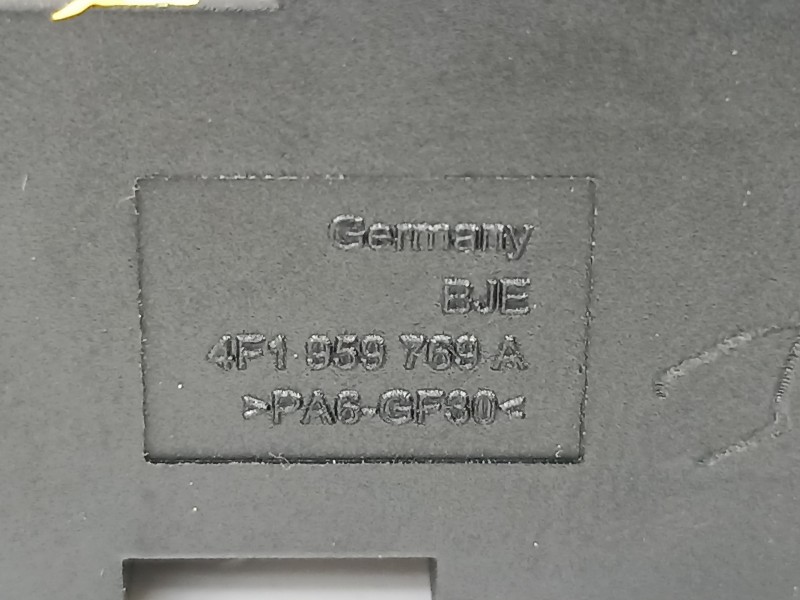 Germany
BJE
4F1 959 769 A
>PA6-GF30<